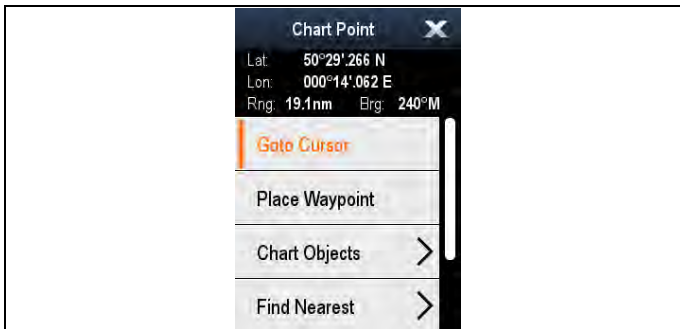 Chart Point X
Lat: 50°29'.266 N
Lon: 000°14'.062 E
Rng: 19.1nm Brg: 240°M
Goto Cursor
Place Waypoint
Chart Objects >
Find Nearest >